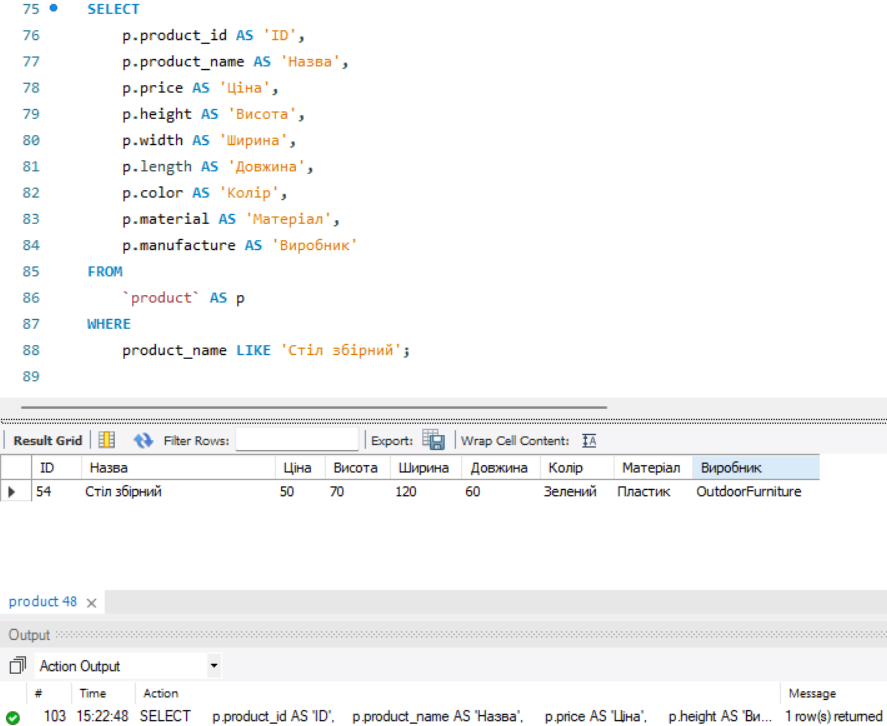 75 SELECT
76 p.product_id AS 'ID',
77 p.product_name AS 'Назва',
78 p.price AS 'Ціна',
79 p.height AS 'Висота',
80 p.width AS 'Ширина',
81 p.length AS 'Довжина',
82 p.color AS 'Колір',
83 p.material AS 'Матеріал',
84 p.manufacture AS 'Виробник'
85 FROM
86 `product` AS p
87 WHERE
88 product_name LIKE 'Стіл збірний';
89
Result Grid Filter Rows: Export: Wrap Cell Content: IA
ID Назва Ціна Висота Ширина Довжина Колір Матеріал Виробник
54 Стіл збірний 50 70 120 60 Зелений Пластик OutdoorFurniture
product 48
Output
Action Output
# Time Action Message
103 15:22:48 SELECT p.product_id AS 'ID', p.product_name AS 'Назва', p.price AS 'Ціна', p.height AS 'Ви... 1 row(s) returned